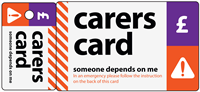 £
carers
card
someone depends on me
carers
card
someone depends on me
In an emergency please follow the instruction
on the back of this card
£
!
!